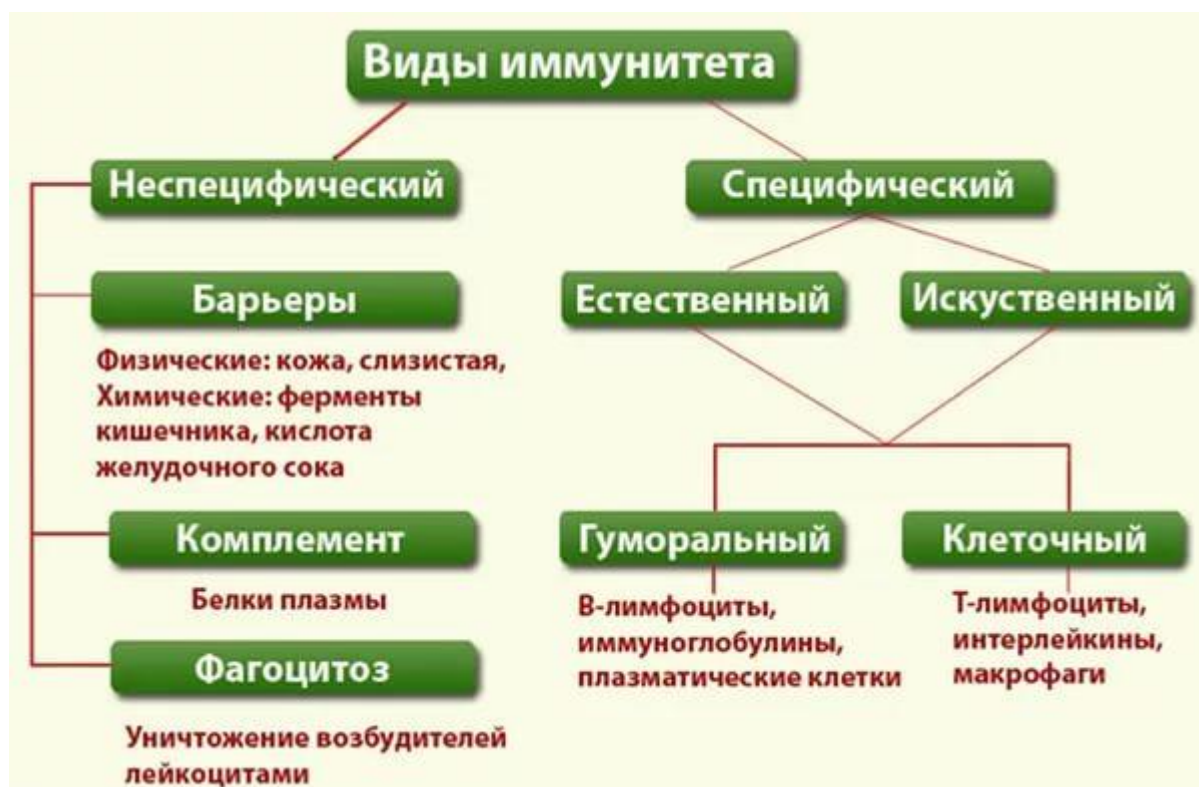 Виды иммунитета
Неспецифический
Специфический
Барьеры
Естественный
Искуственный
Физические: кожа, слизистая,
Химические: ферменты
кишечника, кислота
желудочного сока
Комплемент
Гуморальный
Клеточный
Белки плазмы
В-лимфоциты,
иммуноглобулины,
плазматические клетки
Т-лимфоциты,
интерлейкины,
макрофаги
Фагоцитоз
Уничтожение возбудителей
лейкоцитами